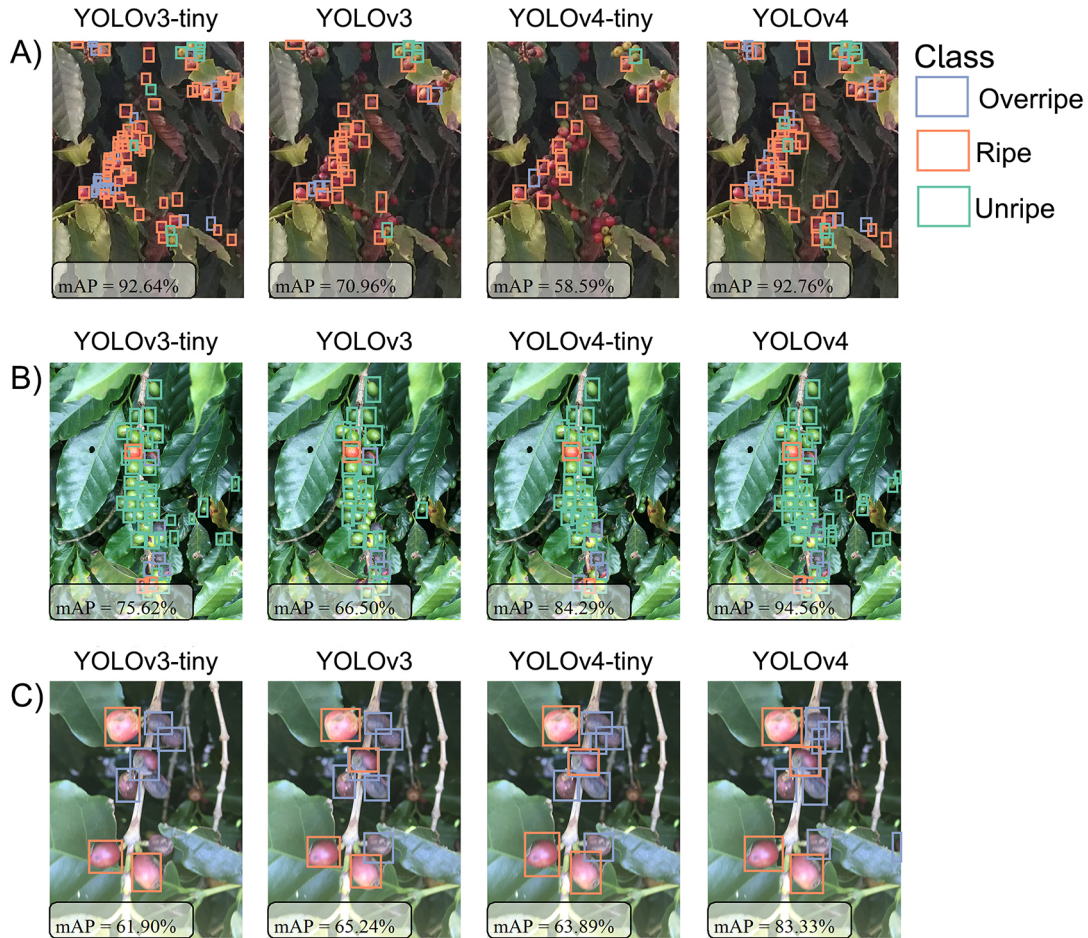 YOLOv3-tiny YOLOv3 YOLOv4-tiny YOLOv4
A)
Class
Overripe
Ripe
Unripe
mAP = 92.64% mAP = 70.96% mAP = 58.59% mAP = 92.76%
YOLOv3-tiny YOLOv3 YOLOv4-tiny YOLOv4
B)
mAP = 75.62% mAP = 66.50% mAP = 84.29% mAP = 94.56%
YOLOv3-tiny YOLOv3 YOLOv4-tiny YOLOv4
C)
mAP = 61.90% mAP = 65.24% mAP = 63.89% mAP = 83.33%